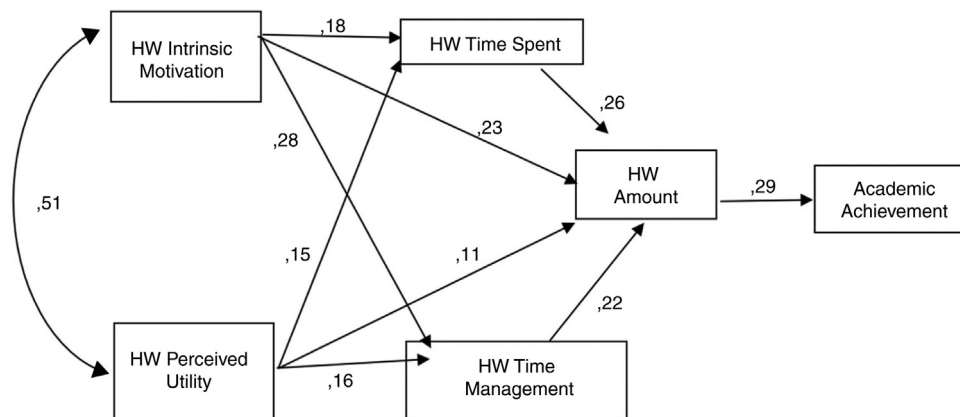 ,18
HW Intrinsic
Motivation
HW Time Spent
,26
,23
,28
HW
Amount
,29
Academic
Achievement
,51
,15
,11
,22
HW Perceived
Utility
,16
HW Time
Management